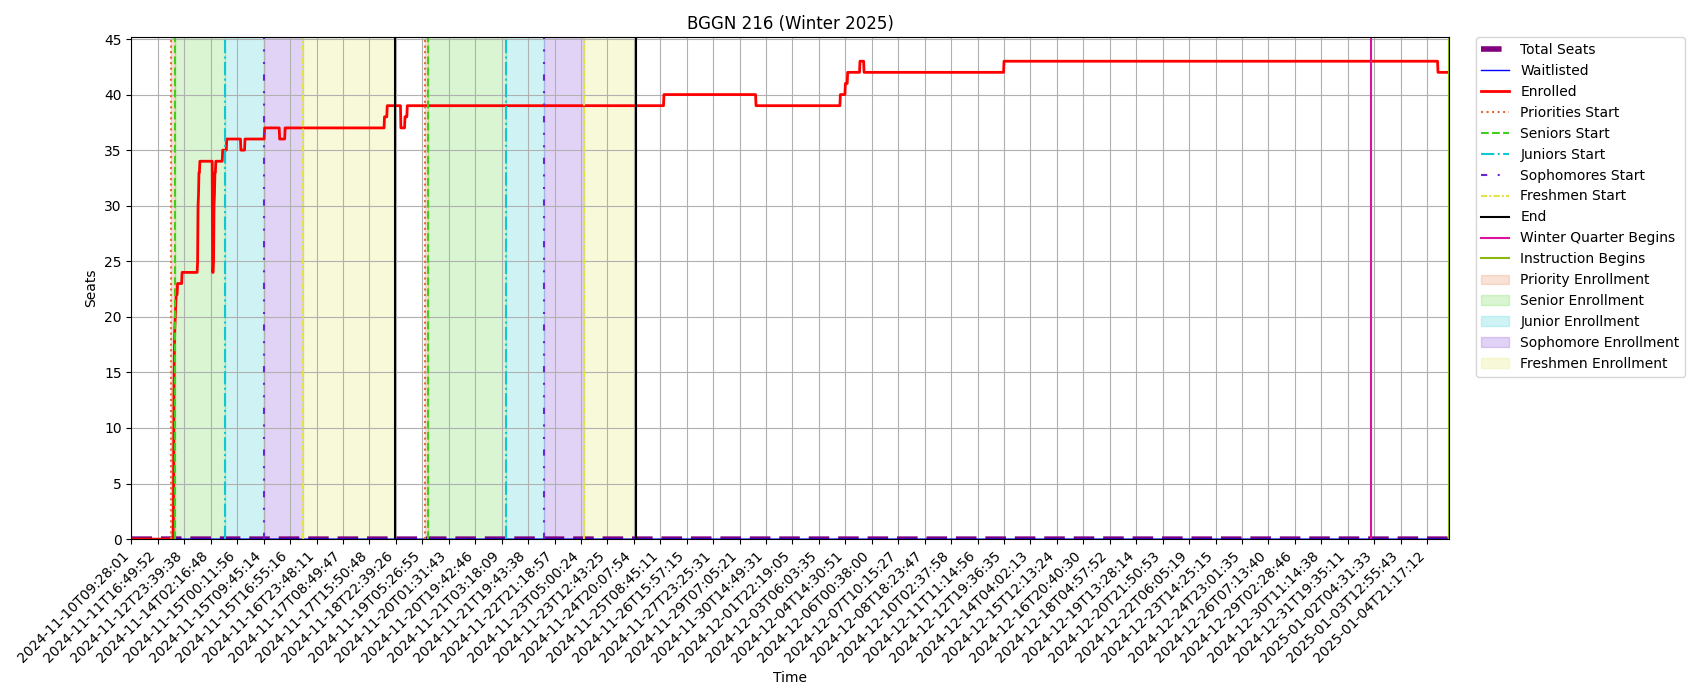 BGGN 216 (Winter 2025)
45
40
35
30
25
20
15
10
5
0
Seats
2024-11-10T09:28:01
2024-11-11T16:49:52
2024-11-12T23:39:38
2024-11-14T02:16:48
2024-11-15T00:11:56
2024-11-15T09:45:14
2024-11-15T16:55:16
2024-11-16T23:48:11
2024-11-17T08:49:47
2024-11-17T15:50:48
2024-11-18T22:39:26
2024-11-19T05:26:55
2024-11-20T01:31:43
2024-11-20T19:42:46
2024-11-21T03:18:09
2024-11-21T19:43:38
2024-11-22T21:18:57
2024-11-23T05:00:24
2024-11-23T12:43:25
2024-11-24T20:07:54
2024-11-25T08:45:11
2024-11-26T15:57:15
2024-11-27T23:25:31
2024-11-29T07:05:21
2024-11-30T14:49:31
2024-12-01T22:19:05
2024-12-03T06:03:35
2024-12-04T14:30:51
2024-12-06T00:38:00
2024-12-07T10:15:27
2024-12-08T18:23:47
2024-12-10T02:37:58
2024-12-11T11:14:56
2024-12-12T19:36:35
2024-12-14T04:02:13
2024-12-15T12:13:24
2024-12-16T20:40:30
2024-12-18T04:57:52
2024-12-19T13:28:14
2024-12-20T21:50:53
2024-12-22T06:05:19
2024-12-23T14:25:15
2024-12-24T23:01:35
2024-12-26T07:13:40
2024-12-29T02:28:46
2024-12-30T11:14:38
2024-12-31T19:35:11
2025-01-02T04:31:33
2025-01-03T12:55:43
2025-01-04T21:17:12
Time
Total Seats
Waitlisted
Enrolled
Priorities Start
Seniors Start
Juniors Start
Sophomores Start
Freshmen Start
End
Winter Quarter Begins
Instruction Begins
Priority Enrollment
Senior Enrollment
Junior Enrollment
Sophomore Enrollment
Freshmen Enrollment